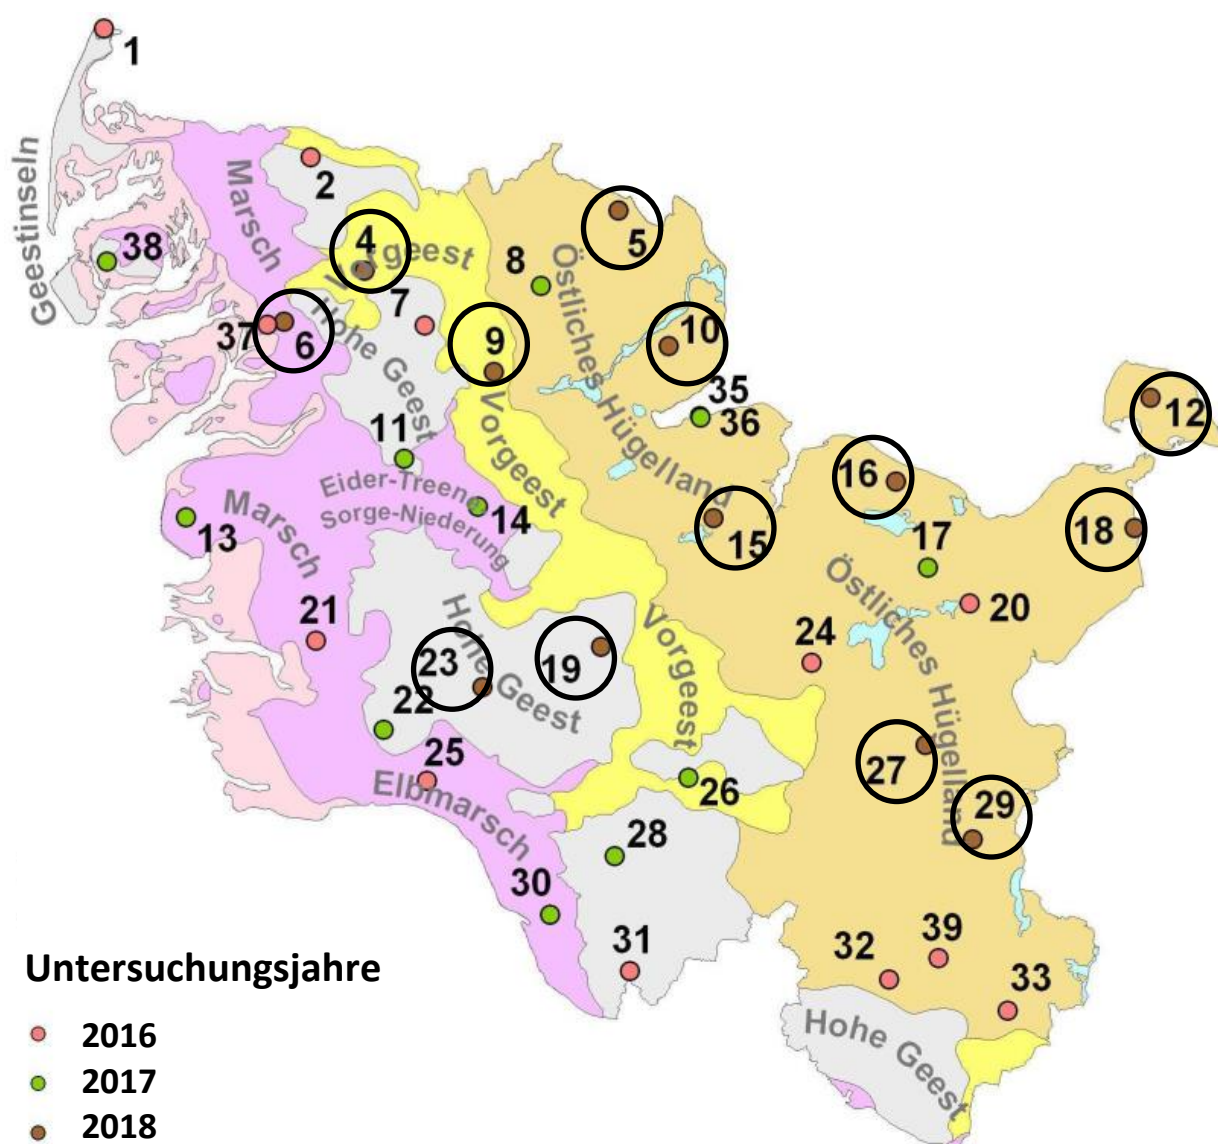 1
Geestinseln
Marsch
2
38
4
Vorgeest
5
8
Östliches Hügelland
7
37
6
Hohe Geest
9
10
35
36
12
11
Vorgeest
16
Eider-Treene
Sorge-Niederung
13
Marsch
14
15
17
18
Östliches Hügelland
20
21
Hohe Geest
23
19
Vorgeest
24
22
25
Elbmarsch
26
27
29
28
30
31
32
39
33
Hohe Geest
Untersuchungsjahre
2016
2017
2018